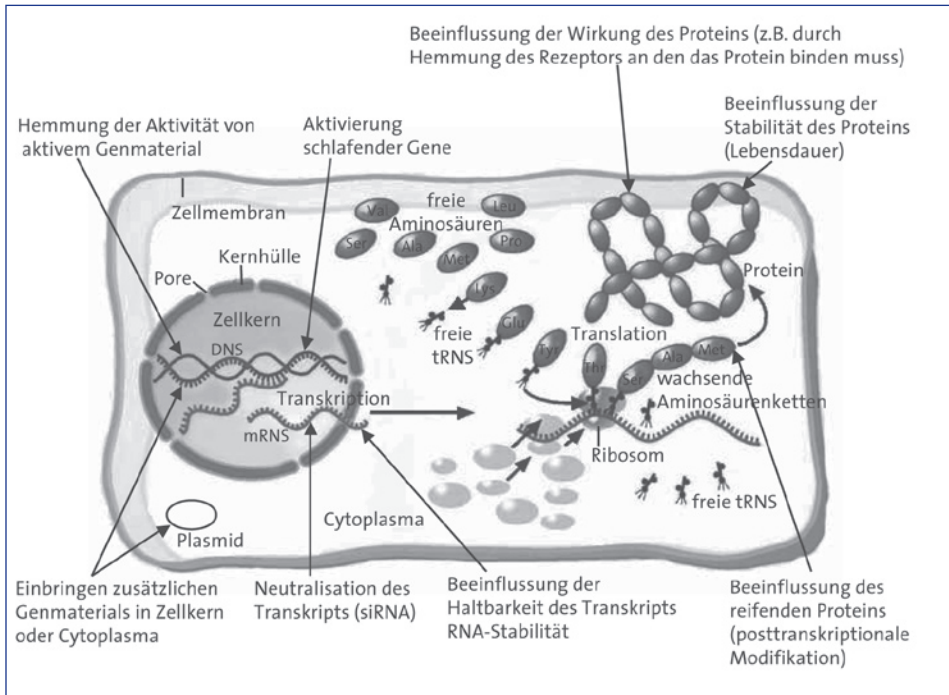 Beeinflussung der Wirkung des Proteins (z.B. durch
Hemmung des Rezeptors an den das Protein binden muss)
Beeinflussung der
Stabilität des Proteins
(Lebensdauer)
Hemmung der Aktivität von
aktivem Genmaterial
Aktivierung
schlafender Gene
Zellmembran
freie
Aminosäuren
Val
Leu
Ser
Ala
Met
Pro
Lys
Glu
Tyr
Thr
Ser
Ala
Met
Kernhülle
Pore
Zellkern
DNS
Transkription
mRNS
freie
tRNS
Translation
Protein
wachsende
Aminosäurenketten
Ribosom
freie tRNS
Cytoplasma
Plasmid
Einbringen zusätzlichen
Genmaterials in Zellkern
oder Cytoplasma
Neutralisation des
Transkripts (siRNA)
Beeinflussung der
Haltbarkeit des Transkripts
RNA-Stabilität
Beeinflussung des
reifenden Proteins
(posttranskriptionale
Modifikation)